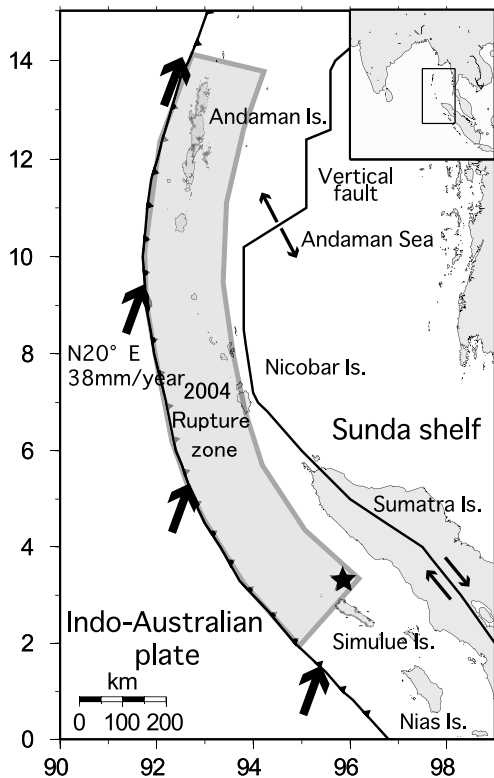 14
12
10
8
6
4
2
0
Andaman Is.
Vertical
fault
Andaman Sea
N20° E
38mm/year
Nicobar Is.
2004
Rupture
zone
Sunda shelf
Sumatra Is.
Indo-Australian
plate
Simulue Is.
km
0 100 200
Nias Is.
90 92 94 96 98